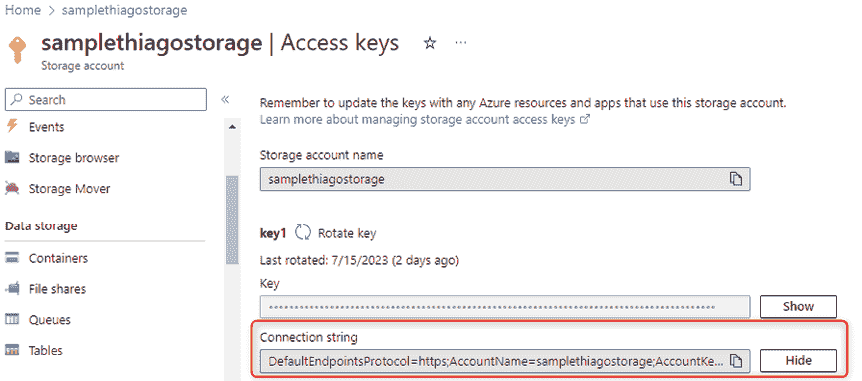 Home > samplethiagostorage
samplethiagostorage | Access keys ☆ ...
Storage account
Search «
Events
Storage browser
Storage Mover
Data storage
Containers
File shares
Queues
Tables
Remember to update the keys with any Azure resources and apps that use this storage account.
Learn more about managing storage account access keys
Storage account name
samplethiagostorage
key1 Rotate key
Last rotated: 7/15/2023 (2 days ago)
Key
Show
Connection string
DefaultEndpointsProtocol=https;AccountName=samplethiagostorage;AccountKe... Hide